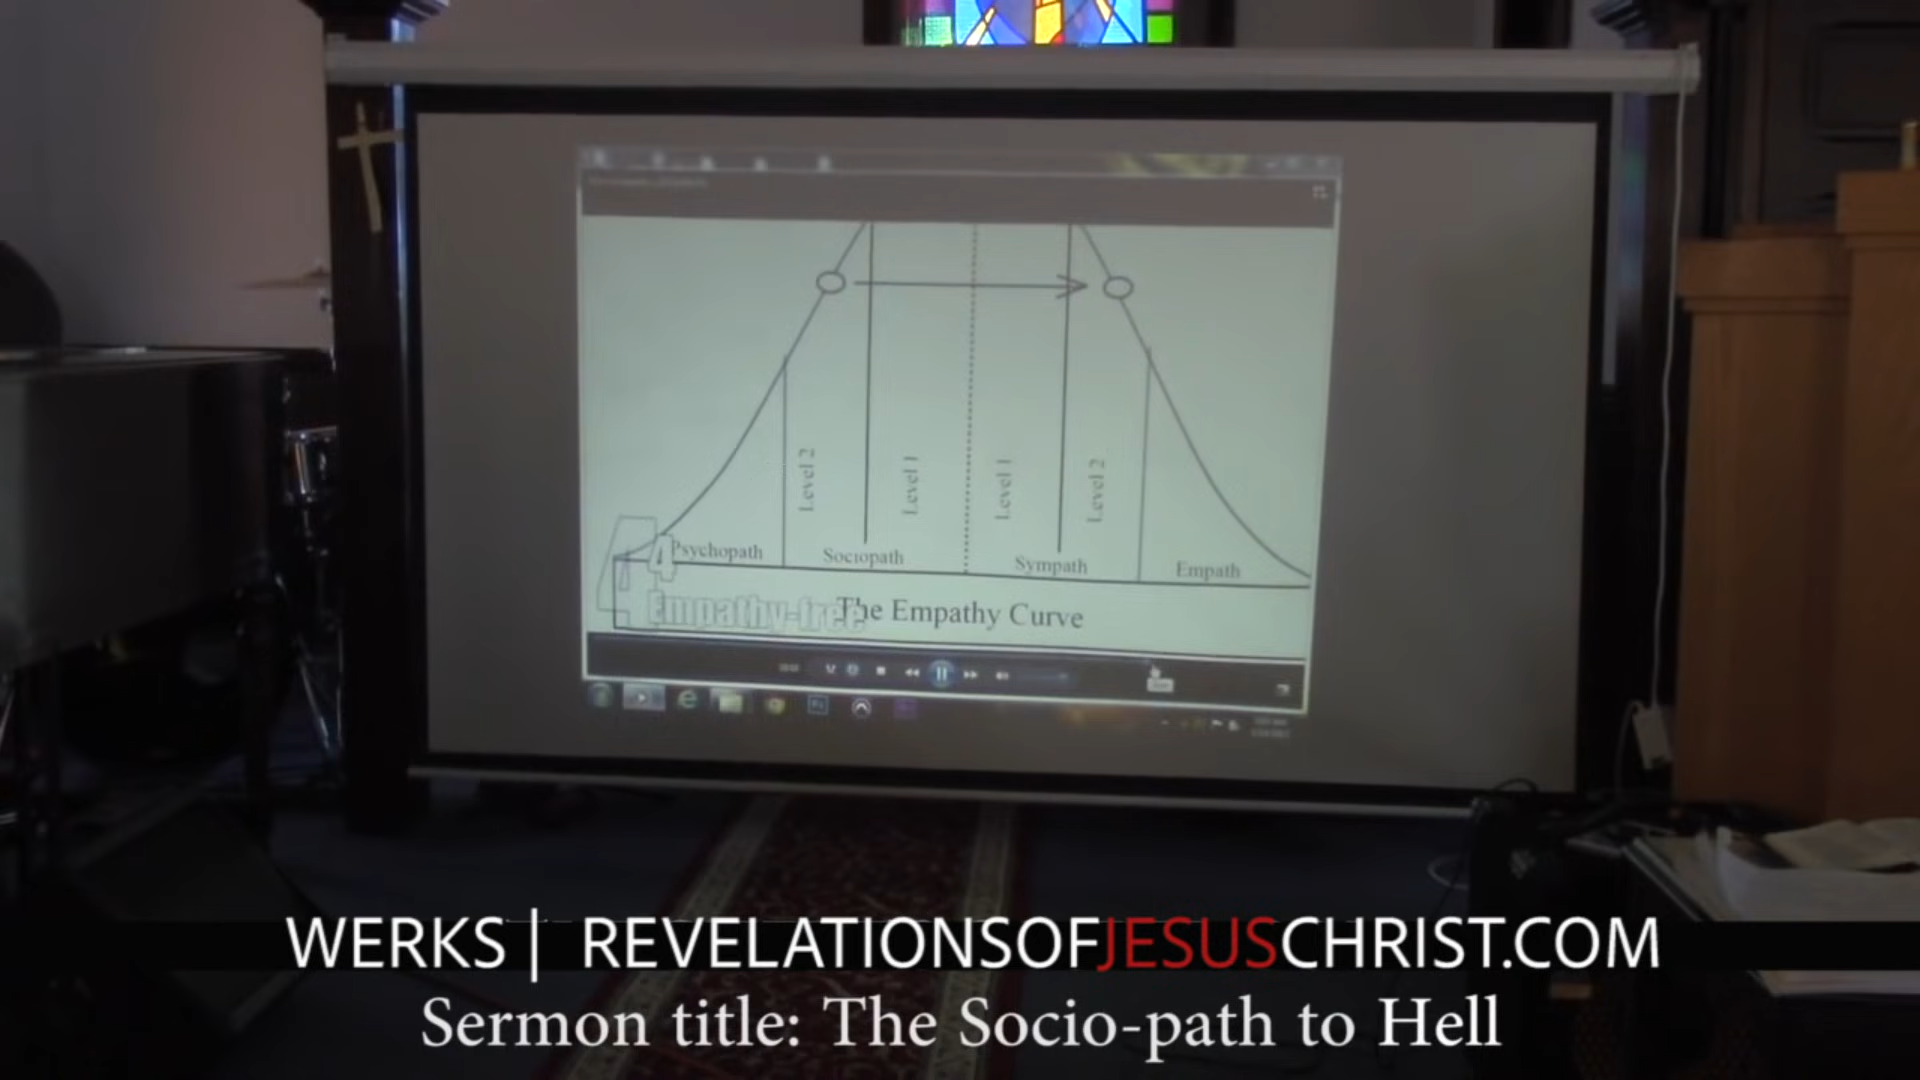 Level 2
Level 1
Level 1
Level 2
Psychopath
Sociopath
Sympath
Empath
4
Empathy-free
The Empathy Curve
WERKS| REVELATIONSOFJESUSCHRIST.COM
Sermon title: The Socio-path to Hell